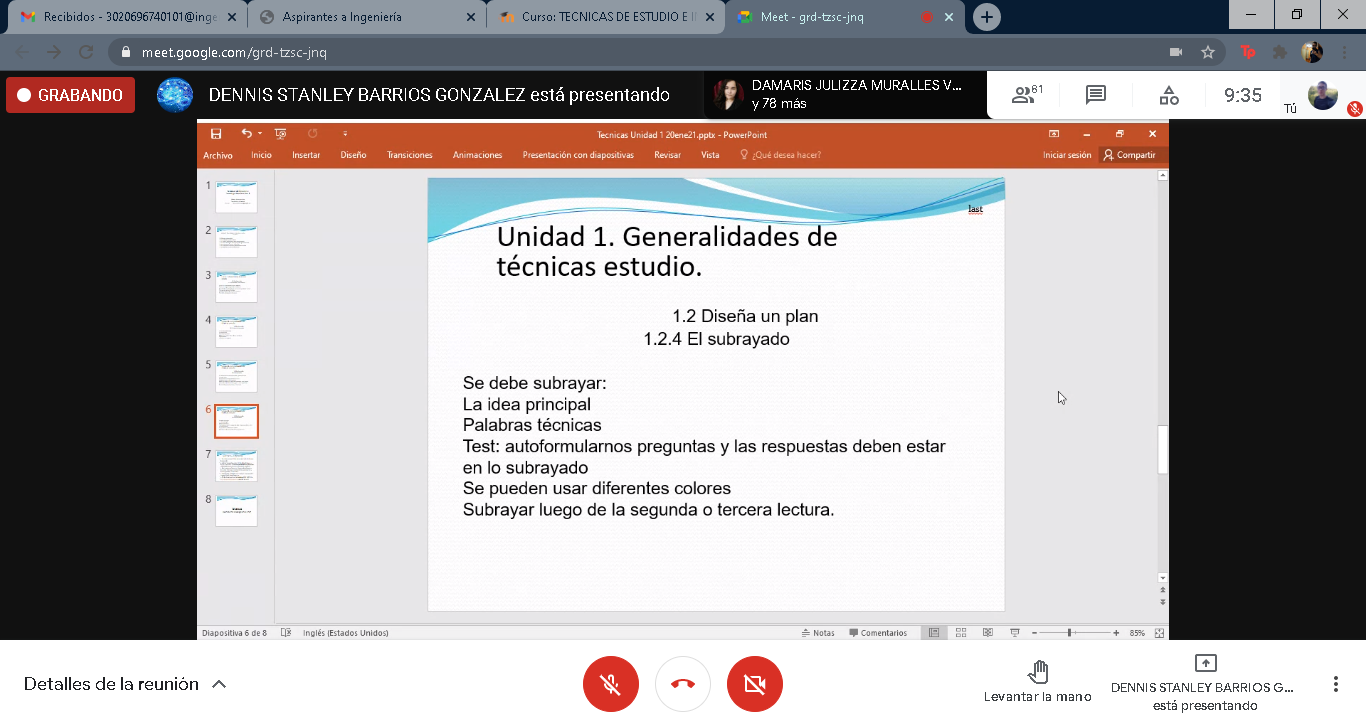 Recibidos - 3020696740101@inge
Aspirantes a Ingeniería
Curso: TECNICAS DE ESTUDIO E I
Meet - grd-tzsc-jnq
meet.google.com/grd-tzsc-jnq
GRABANDO
DENNIS STANLEY BARRIOS GONZALEZ está presentando
DAMARIS JULIZZA MURALLES V...
y 78 más
61
9:35
Tú
Tecnicas Unidad 1 20ene21.pptx - PowerPoint
Archivo Inicio Insertar Diseño Transiciones Animaciones Presentación con diapositivas Revisar Vista ¿Qué desea hacer? Iniciar sesión Compartir
1
2
3
4
5
6
7
8
last
Unidad 1. Generalidades de
técnicas estudio.
1.2 Diseña un plan
1.2.4 El subrayado
Se debe subrayar:
La idea principal
Palabras técnicas
Test: autoformularnos preguntas y las respuestas deben estar
en lo subrayado
Se pueden usar diferentes colores
Subrayar luego de la segunda o tercera lectura.
Diapositiva 6 de 8 Inglés (Estados Unidos) Notas Comentarios 85%
Detalles de la reunión
Levantar la mano
DENNIS STANLEY BARRIOS G...
está presentando